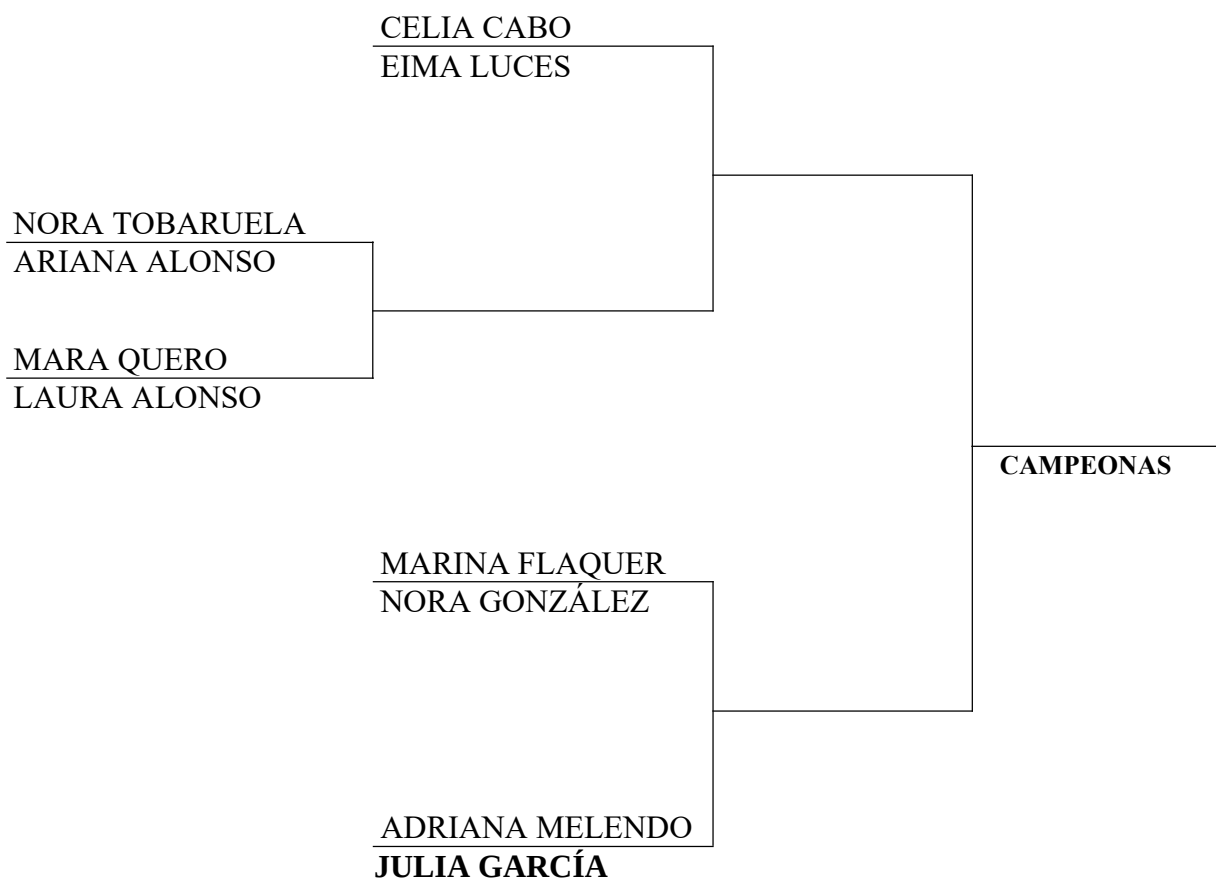 CELIA CABO
EIMA LUCES
NORA TOBARUELA
ARIANA ALONSO
MARA QUERO
LAURA ALONSO
CAMPEONAS
MARINA FLAQUER
NORA GONZÁLEZ
ADRIANA MELENDO
JULIA GARCÍA